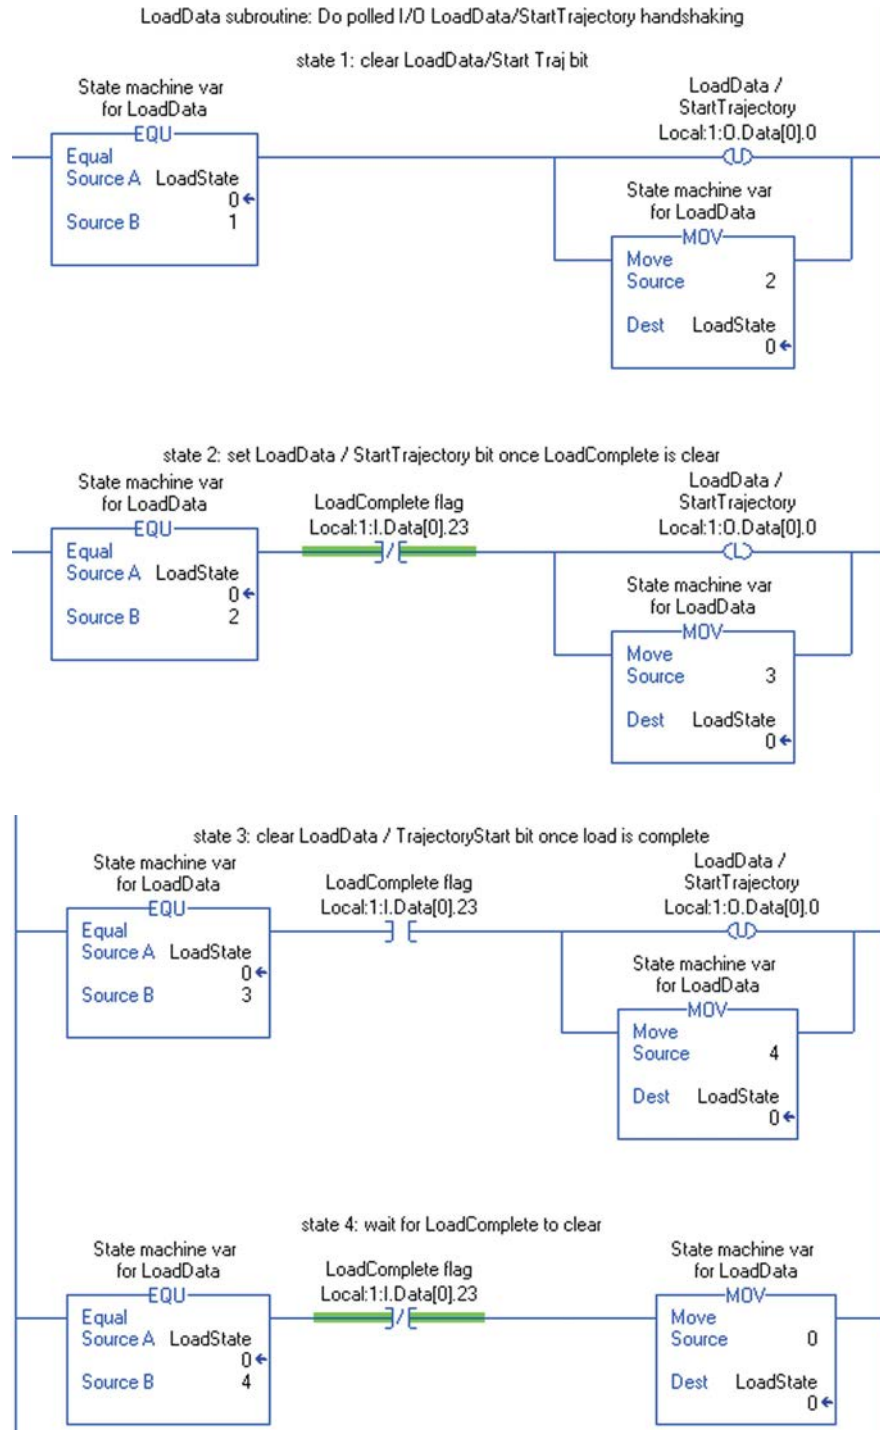 LoadData subroutine: Do polled I/O LoadData/StartTrajectory handshaking
state 1: clear LoadData/Start Traj bit
State machine var
for LoadData
EQU
Equal
Source A LoadState
0
Source B 1
LoadData /
StartTrajectory
Local:1:O.Data[0].0
U
State machine var
for LoadData
MOV
Move
Source 2
Dest LoadState
0
state 2: set LoadData / StartTrajectory bit once LoadComplete is clear
State machine var
for LoadData
EQU
Equal
Source A LoadState
0
Source B 2
LoadComplete flag
Local:1:I.Data[0].23
LoadData /
StartTrajectory
Local:1:O.Data[0].0
L
State machine var
for LoadData
MOV
Move
Source 3
Dest LoadState
0
state 3: clear LoadData / TrajectoryStart bit once load is complete
State machine var
for LoadData
EQU
Equal
Source A LoadState
0
Source B 3
LoadComplete flag
Local:1:I.Data[0].23
LoadData /
StartTrajectory
Local:1:O.Data[0].0
U
State machine var
for LoadData
MOV
Move
Source 4
Dest LoadState
0
state 4: wait for LoadComplete to clear
State machine var
for LoadData
EQU
Equal
Source A LoadState
0
Source B 4
LoadComplete flag
Local:1:I.Data[0].23
State machine var
for LoadData
MOV
Move
Source 0
Dest LoadState
0